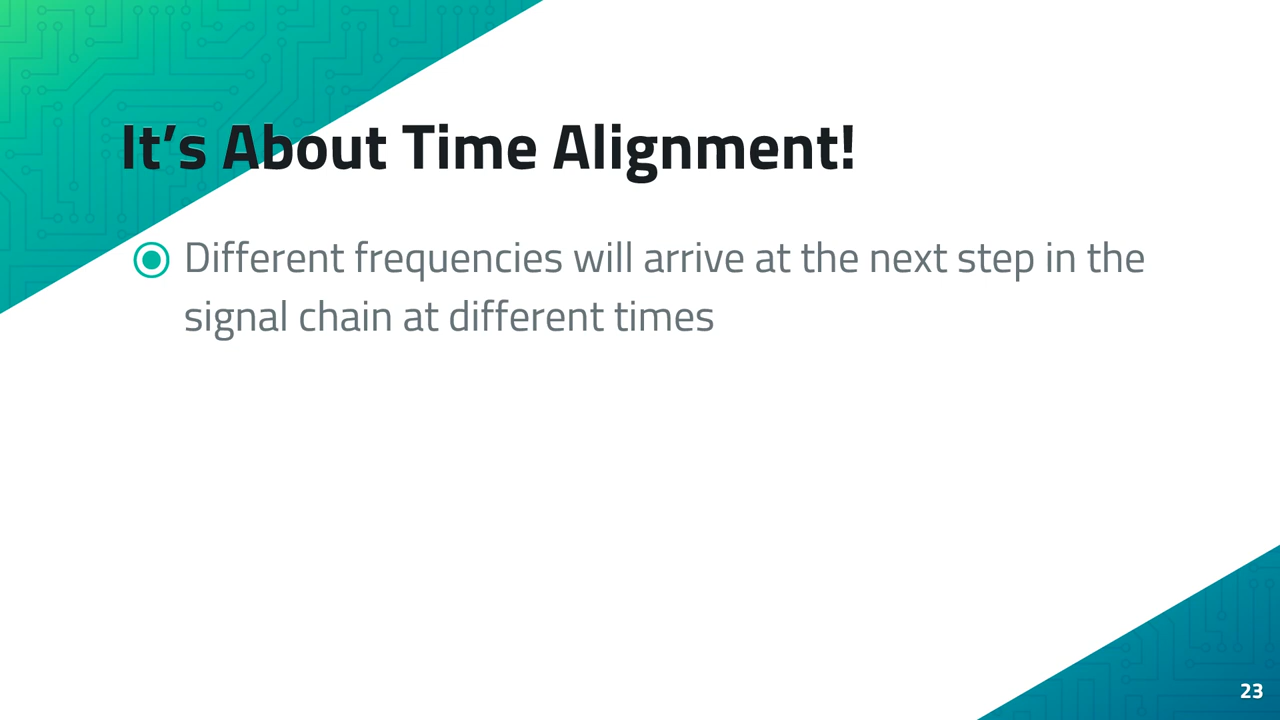 It’s About Time Alignment!
Different frequencies will arrive at the next step in the
signal chain at different times
23